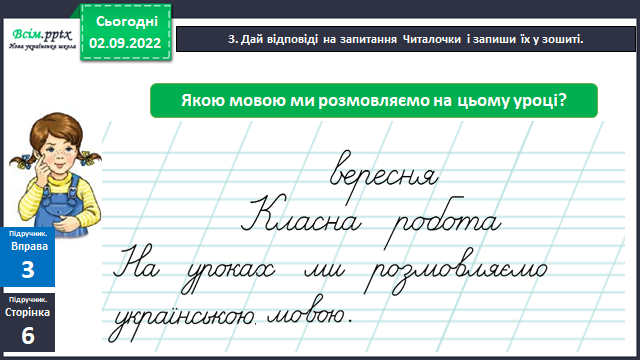 Всім.pptx
Нова українська школа
Сьогодні
02.09.2022
3. Дай відповіді на запитання Читалочки і запиши їх у зошиті.
Якою мовою ми розмовляємо на цьому уроці?
вересня
Класна робота
На уроках ми розмовляємо
українською мовою.
Підручник.
Вправа
3
Підручник.
Сторінка
6